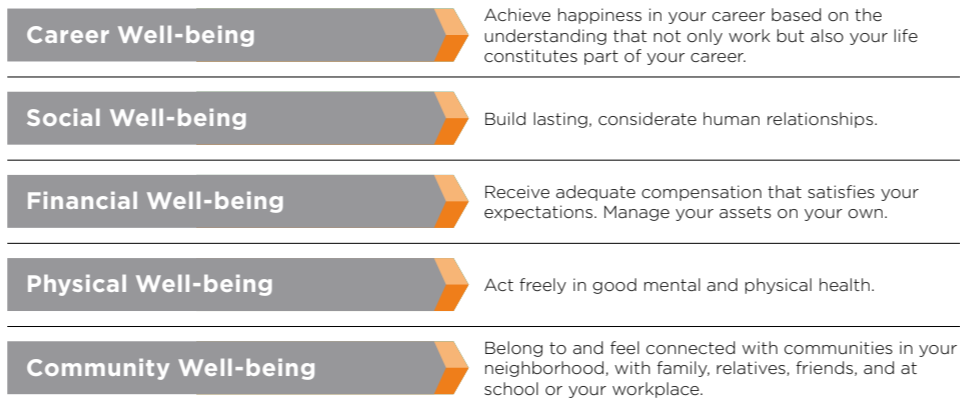 Career Well-being
Achieve happiness in your career based on the
understanding that not only work but also your life
constitutes part of your career.
Social Well-being
Build lasting, considerate human relationships.
Financial Well-being
Receive adequate compensation that satisfies your
expectations. Manage your assets on your own.
Physical Well-being
Act freely in good mental and physical health.
Community Well-being
Belong to and feel connected with communities in your
neighborhood, with family, relatives, friends, and at
school or your workplace.